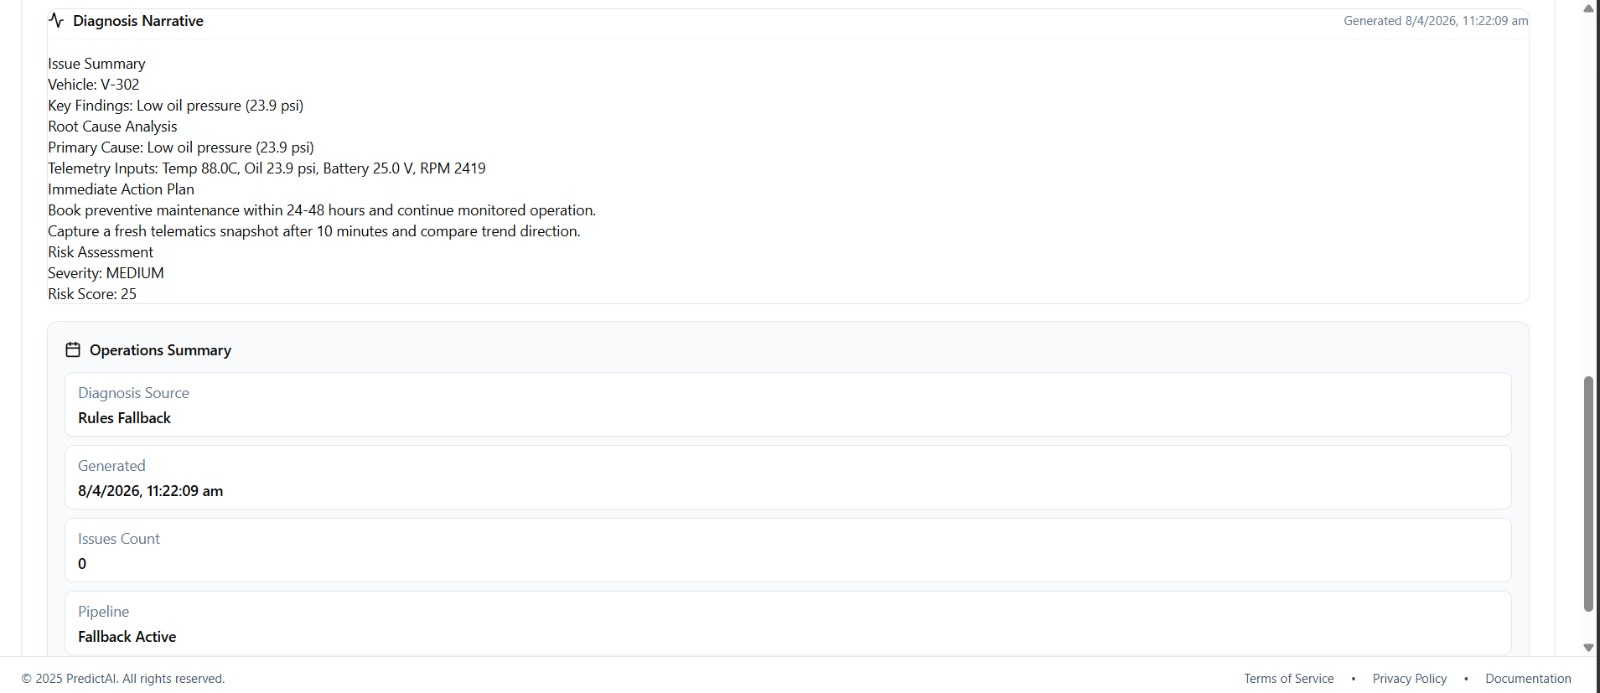 Diagnosis Narrative
Generated 8/4/2026, 11:22:09 am
Issue Summary
Vehicle: V-302
Key Findings: Low oil pressure (23.9 psi)
Root Cause Analysis
Primary Cause: Low oil pressure (23.9 psi)
Telemetry Inputs: Temp 88.0C, Oil 23.9 psi, Battery 25.0 V, RPM 2419
Immediate Action Plan
Book preventive maintenance within 24-48 hours and continue monitored operation.
Capture a fresh telematics snapshot after 10 minutes and compare trend direction.
Risk Assessment
Severity: MEDIUM
Risk Score: 25
Operations Summary
Diagnosis Source
Rules Fallback
Generated
8/4/2026, 11:22:09 am
Issues Count
0
Pipeline
Fallback Active
© 2025 PredictAI. All rights reserved.
Terms of Service • Privacy Policy • Documentation